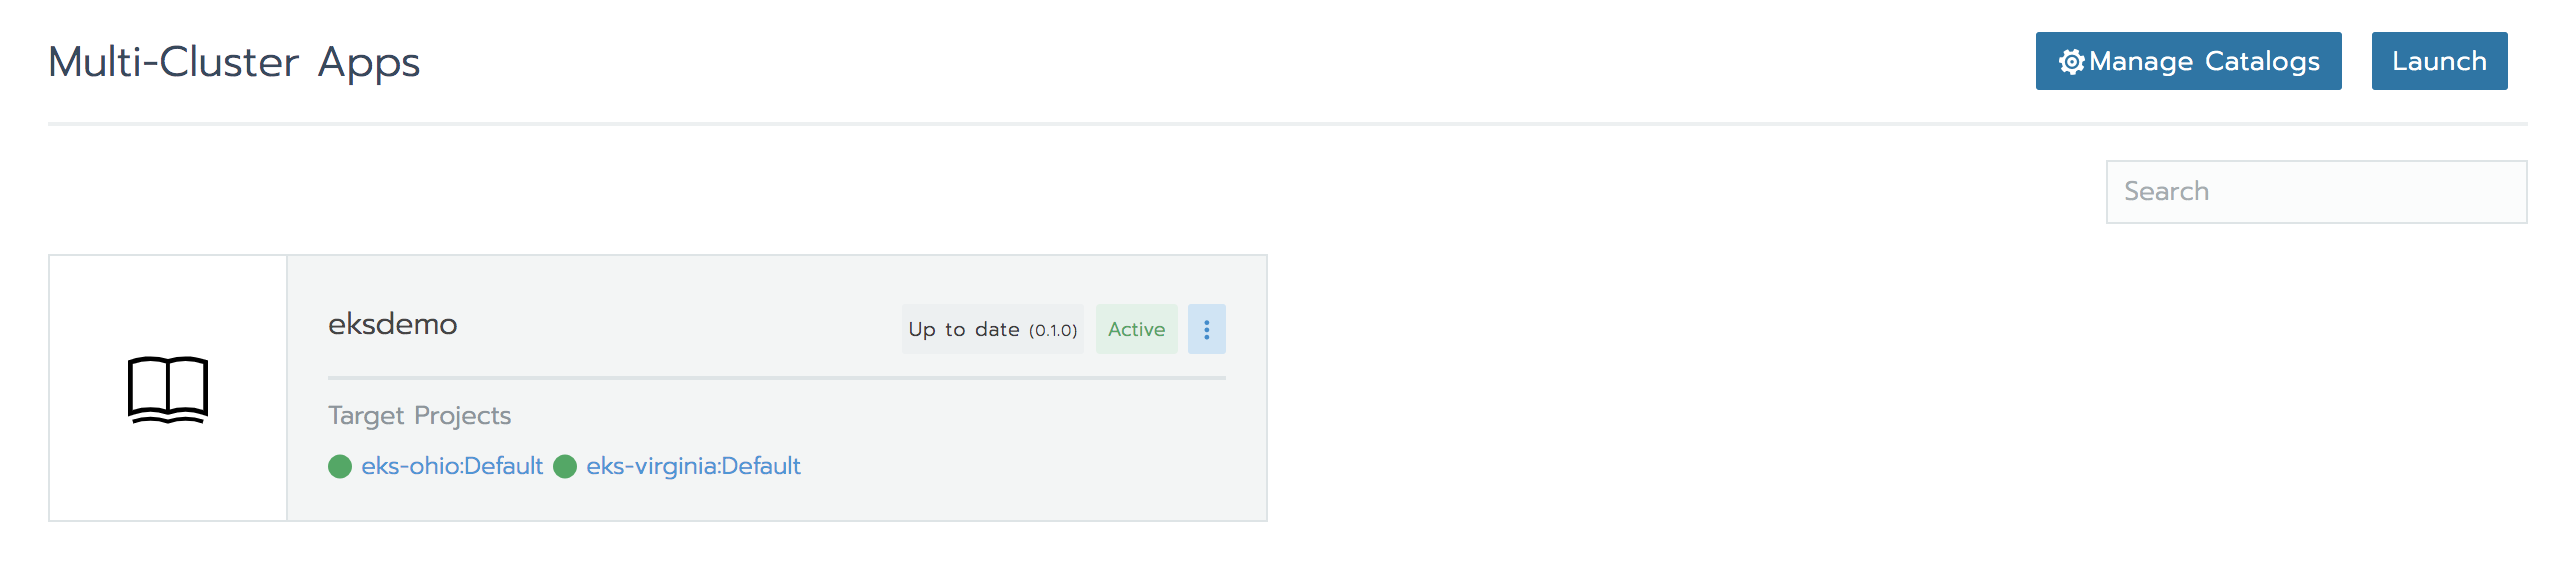 Multi-Cluster Apps
Manage Catalogs
Launch
Search
eksdemo
Up to date (0.1.0)
Active
Target Projects
eks-ohio:Default eks-virginia:Default